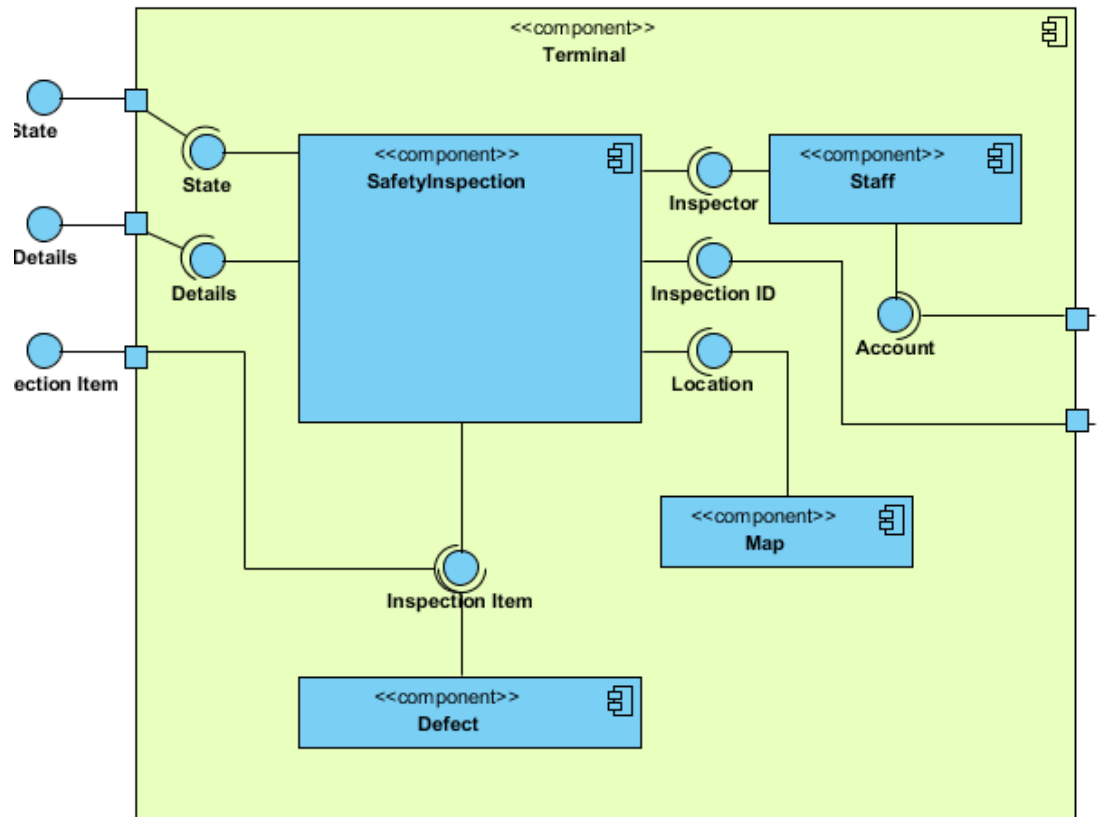 <<component>>
Terminal
State
State
<<component>>
SafetyInspection
Inspector
<<component>>
Staff
Details
Details
Inspection ID
Account
ection Item
Location
<<component>>
Map
Inspection Item
<<component>>
Defect